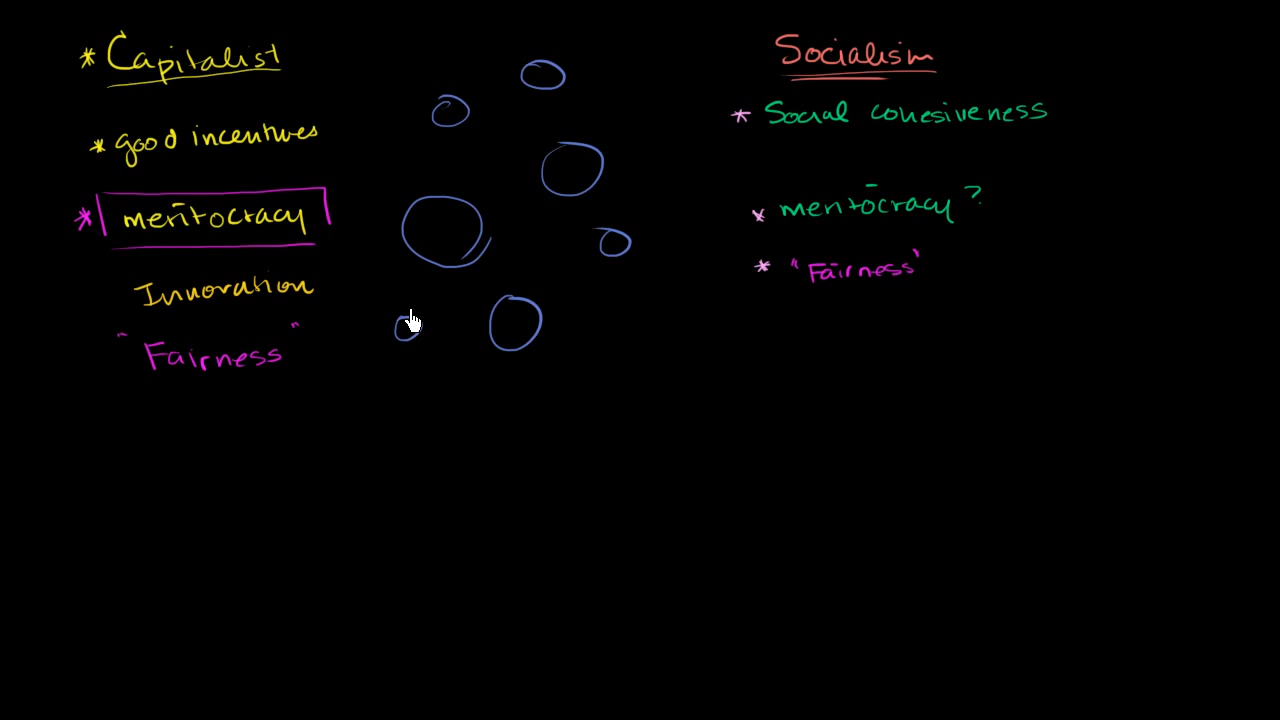 * Capitalist
* good incentives
* meritocracy
Innovation
"Fairness"
Socialism
* Social cohesiveness
* meritocracy?
* "Fairness"